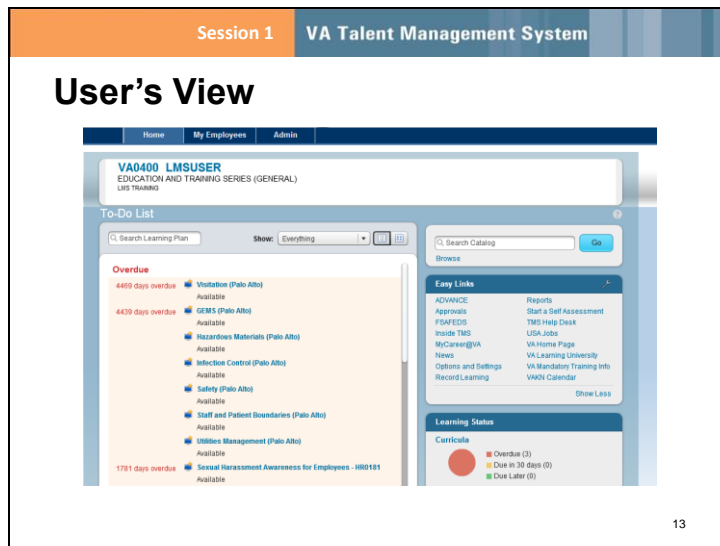 Session 1
VA Talent Management System
User's View
Home
My Employees
Admin
VA0400 LMSUSER
EDUCATION AND TRAINING SERIES (GENERAL)
LMS TRAINING
To-Do List
?
Search Learning Plan
Show: Everything
Overdue
4469 days overdue Visitation (Palo Alto)
Available
4439 days overdue GEMS (Palo Alto)
Available
Hazardous Materials (Palo Alto)
Available
Infection Control (Palo Alto)
Available
Safety (Palo Alto)
Available
Staff and Patient Boundaries (Palo Alto)
Available
Utilities Management (Palo Alto)
Available
1781 days overdue Sexual Harassment Awareness for Employees - HR0181
Available
Search Catalog
Go
Browse
Easy Links
ADVANCE
Approvals
FSAFEDS
Inside TMS
MyCareer@VA
News
Options and Settings
Record Learning
Reports
Start a Self Assessment
TMS Help Desk
USA Jobs
VA Home Page
VA Learning University
VA Mandatory Training Info
VAKN Calendar
Show Less
Learning Status
Curricula
Overdue (3)
Due in 30 days (0)
Due Later (0)
13